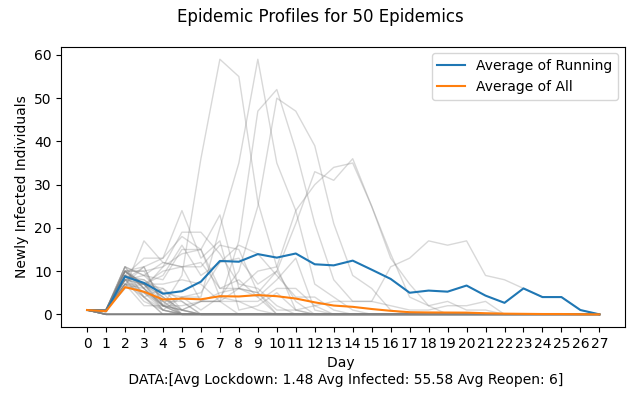 Epidemic Profiles for 50 Epidemics
60
50
40
30
20
10
0
Newly Infected Individuals
Average of Running
Average of All
0 1 2 3 4 5 6 7 8 9 10 11 12 13 14 15 16 17 18 19 20 21 22 23 24 25 26 27
Day
DATA:[Avg Lockdown: 1.48 Avg Infected: 55.58 Avg Reopen: 6]